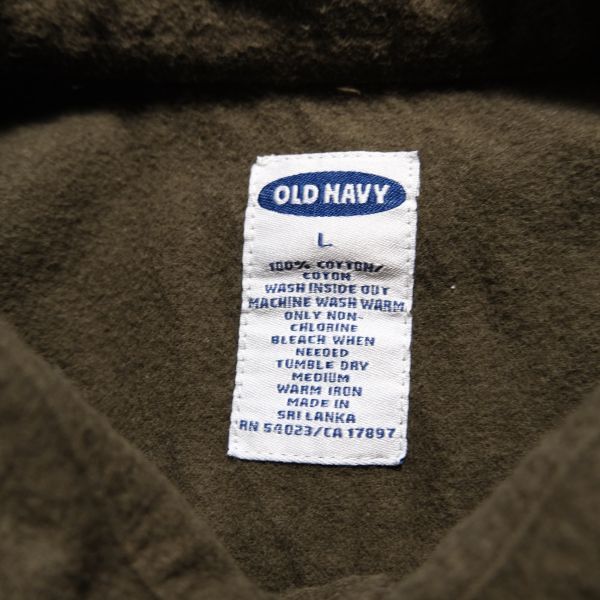 OLD NAVY
L
100% COTTON/
COTON
WASH INSIDE OUT
MACHINE WASH WARM
ONLY NON-
CHLORINE
BLEACH WHEN
NEEDED
TUMBLE DRY
MEDIUM
WARM IRON
MADE IN
SRI LANKA
RN 54023/CA 17897